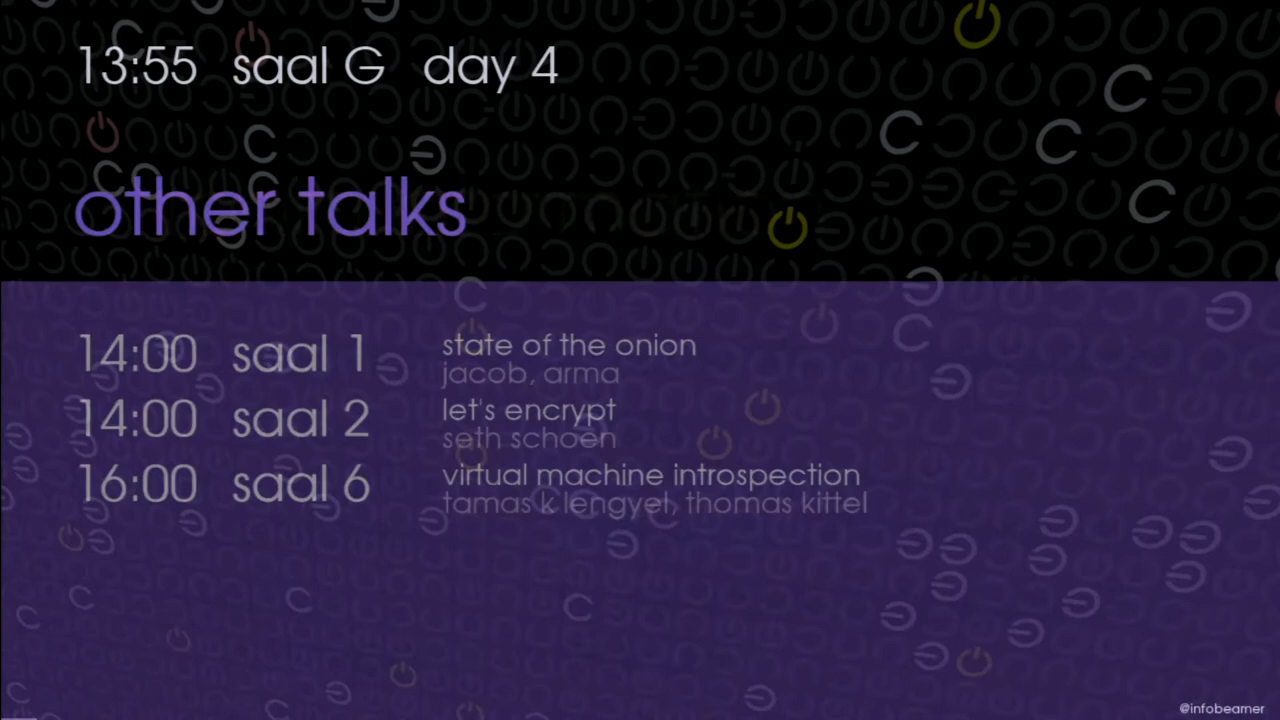 13:55 saal G day 4
other talks
14:00 saal 1 state of the onion
jacob, arma
14:00 saal 2 let's encrypt
seth schoen
16:00 saal 6 virtual machine introspection
tamas k lengyel, thomas kittel
@infobeamer